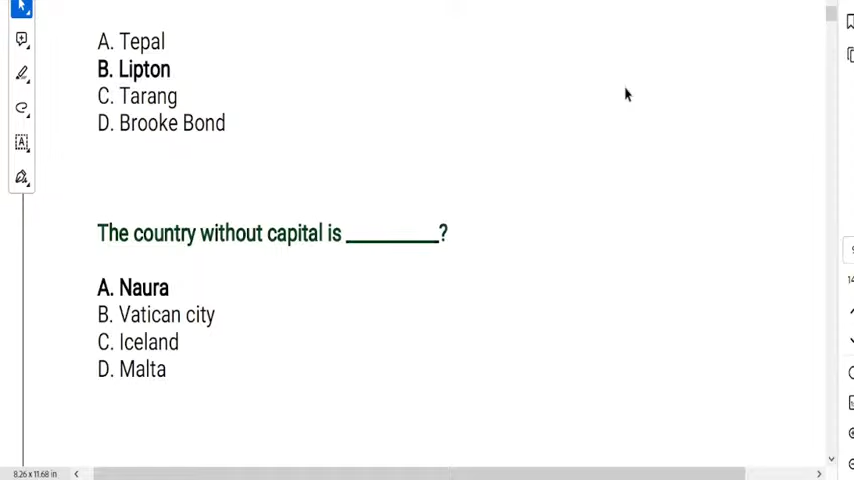 A. Tepal
B. Lipton
C. Tarang
D. Brooke Bond
The country without capital is __________?
A. Naura
B. Vatican city
C. Iceland
D. Malta
8.26 x 11.68 in